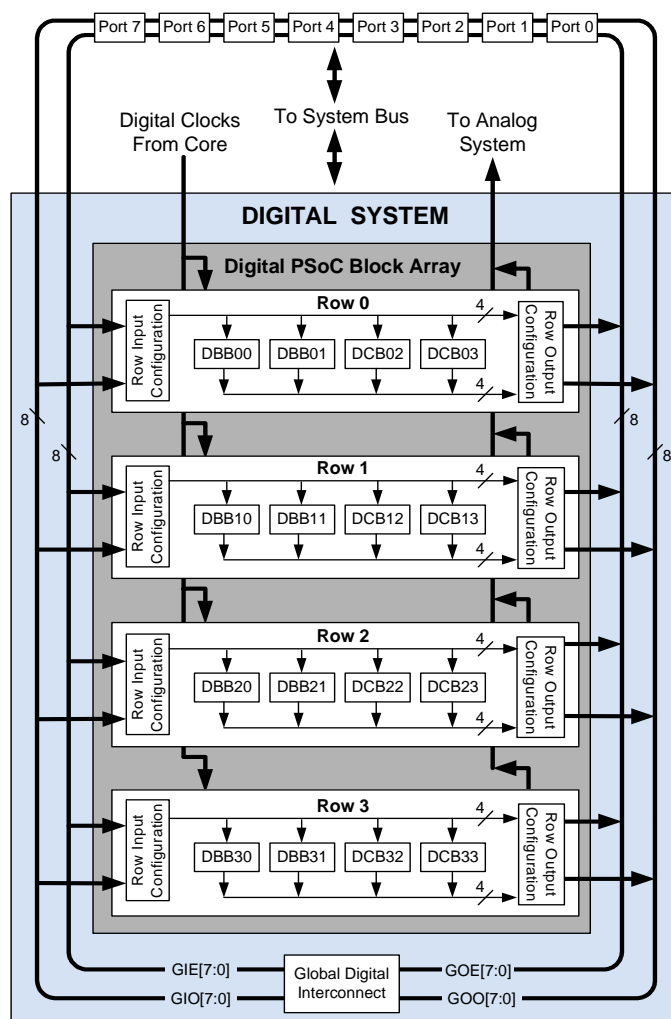 Port 7 Port 6 Port 5 Port 4 Port 3 Port 2 Port 1 Port 0
Digital Clocks
From Core
To System Bus
To Analog
System
DIGITAL SYSTEM
Digital PSoC Block Array
Row 0
Row Input
Configuration
DBB00 DBB01 DCB02 DCB03
4
4
Row Output
Configuration
8
8
8
8
Row 1
Row Input
Configuration
DBB10 DBB11 DCB12 DCB13
4
4
Row Output
Configuration
Row 2
Row Input
Configuration
DBB20 DBB21 DCB22 DCB23
4
4
Row Output
Configuration
Row 3
Row Input
Configuration
DBB30 DBB31 DCB32 DCB33
4
4
Row Output
Configuration
GIE[7:0]
GIO[7:0]
Global Digital
Interconnect
GOE[7:0]
GOO[7:0]